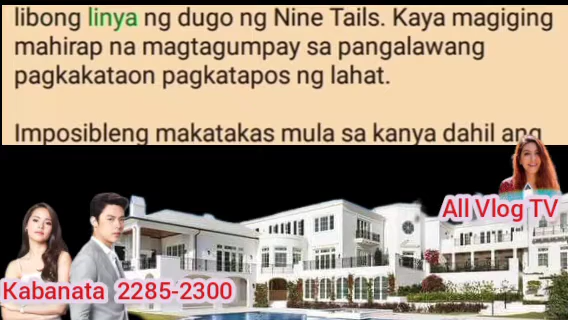 libong linya ng dugo ng Nine Tails. Kaya magiging
mahirap na magtagumpay sa pangalawang
pagkakataon pagkatapos ng lahat.
Imposibleng makatakas mula sa kanya dahil ang
All Vlog TV
Kabanata 2285-2300